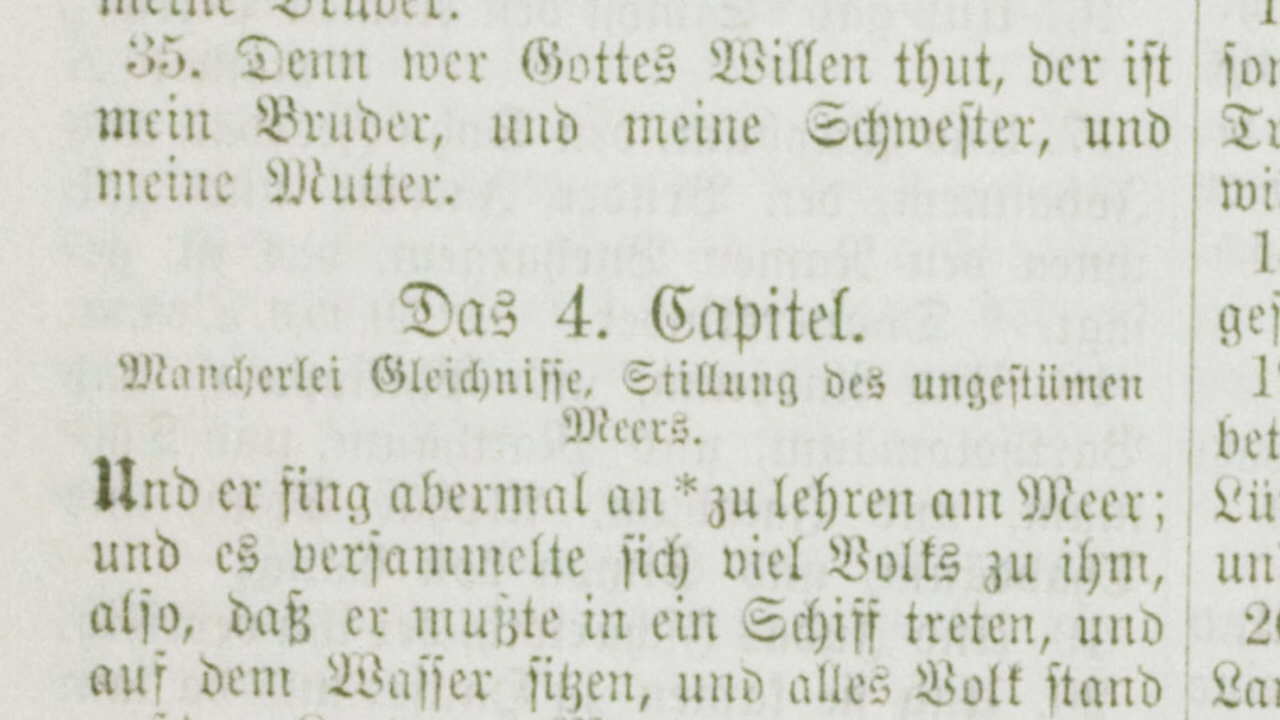 meine Brüder.
35. Denn wer Gottes Willen thut, der ist
mein Bruder, und meine Schwester, und
meine Mutter.
Das 4. Capitel.
Mancherlei Gleichnisse, Stillung des ungestümen
Meers.
Und er fing abermal an *zu lehren am Meer;
und es versammelte sich viel Volks zu ihm,
also, daß er mußte in ein Schiff treten, und
auf dem Wasser sitzen, und alles Volk stand